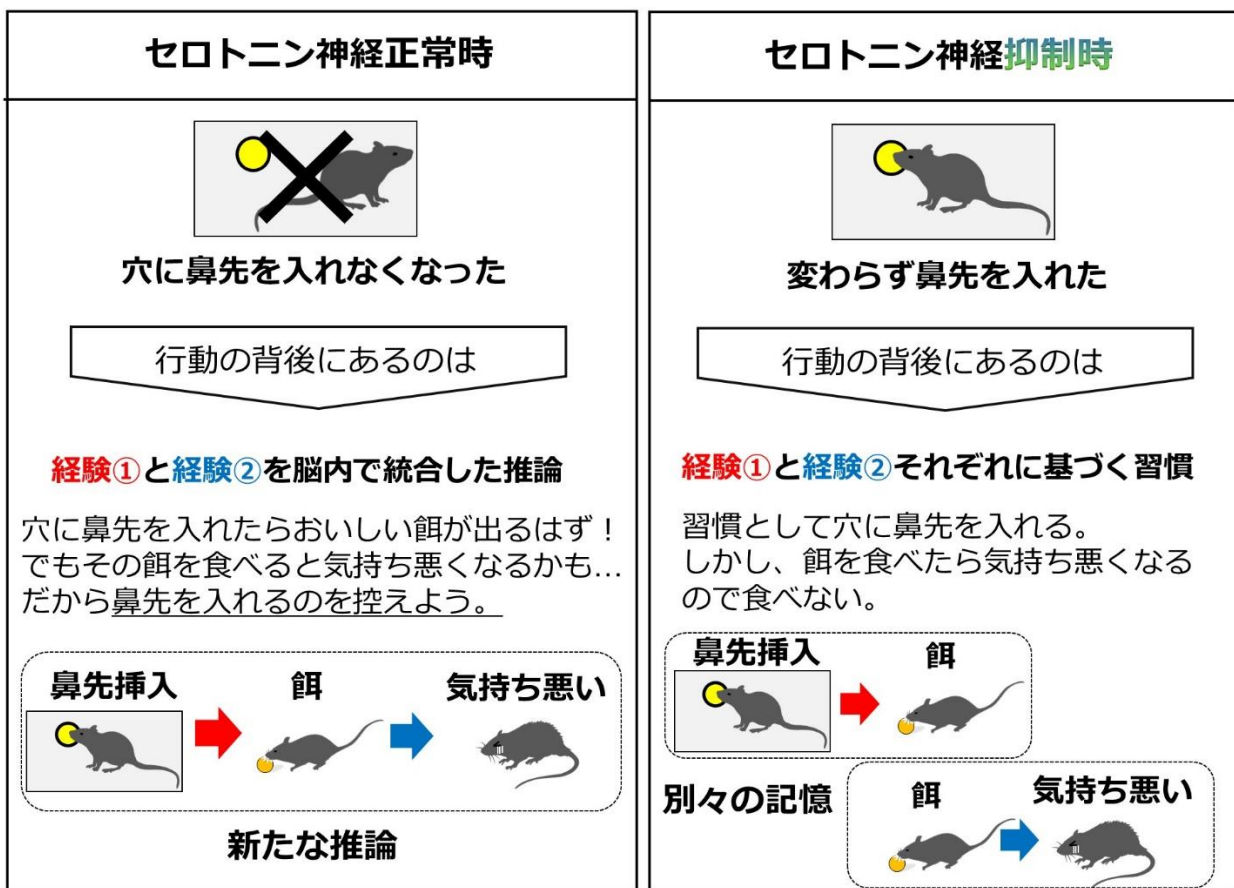 セロトニン神経正常時
穴に鼻先を入れなくなった
行動の背後にあるのは
経験①と経験②を脳内で統合した推論
穴に鼻先を入れたらおいしい餌が出るはず！
でもその餌を食べると気持ち悪くなるかも…
だから鼻先を入れるのを控えよう。
鼻先挿入
餌
気持ち悪い
新たな推論
セロトニン神経抑制時
変わらず鼻先を入れた
行動の背後にあるのは
経験①と経験②それぞれに基づく習慣
習慣として穴に鼻先を入れる。
しかし、餌を食べたら気持ち悪くなる
ので食べない。
鼻先挿入
餌
別々の記憶
餌
気持ち悪い